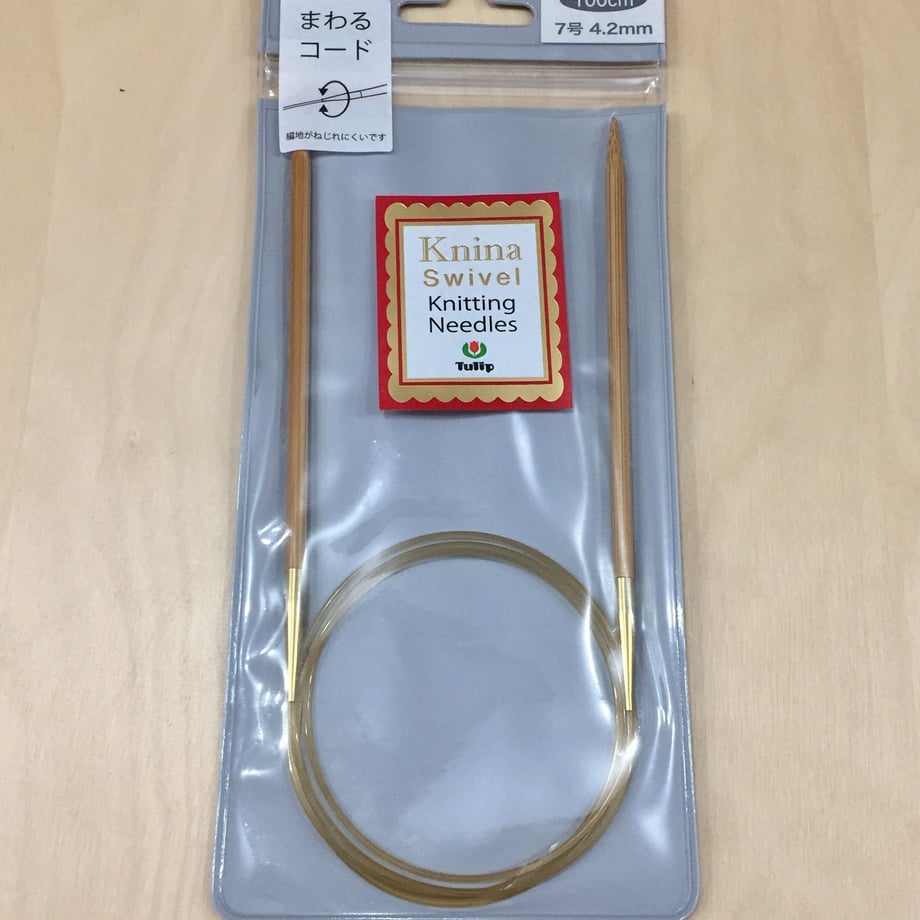 まわる
コード
編地がねじれにくいです
100cm
7号 4.2mm
Knina
Swivel
Knitting
Needles
Tulip